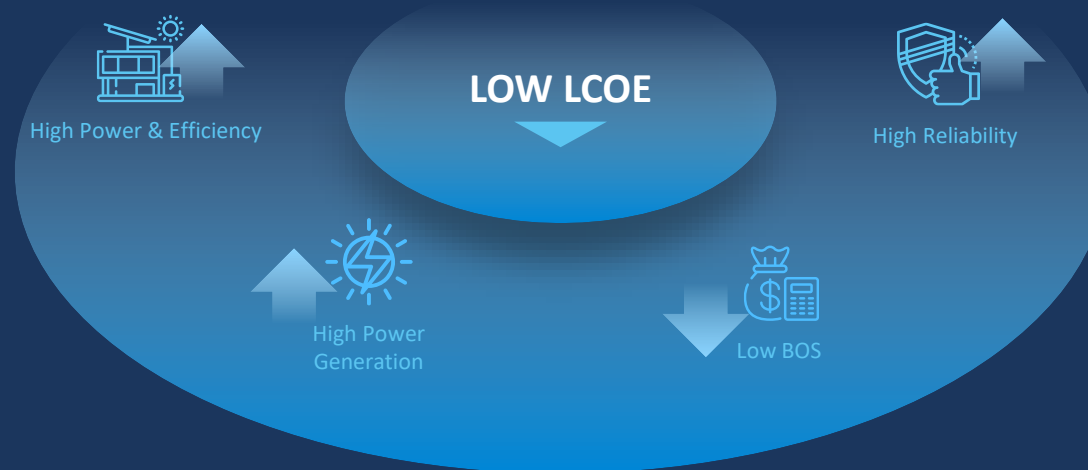 LOW LCOE
High Power & Efficiency
High Reliability
High Power
Generation
Low BOS